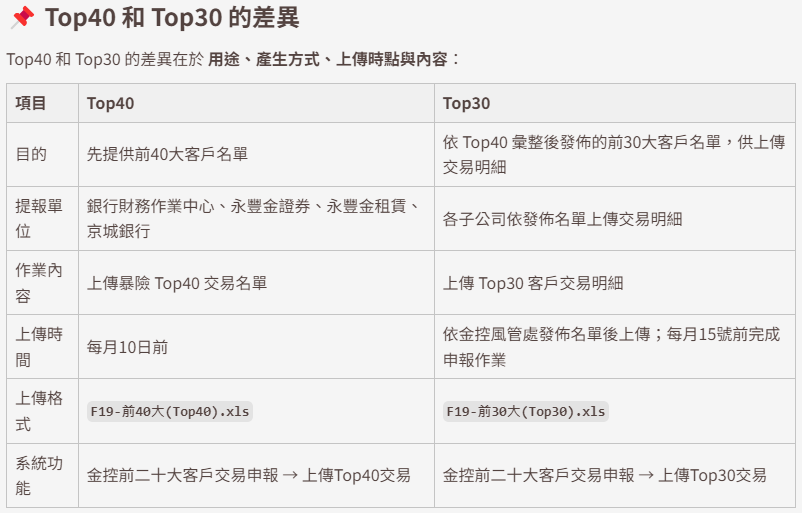 📌 Top40 和 Top30 的差異
Top40 和 Top30 的差異在於 用途、產生方式、上傳時點與內容：
項目 Top40 Top30
目的 先提供前40大客戶名單 依 Top40 彙整後發佈的前30大客戶名單，供上傳
交易明細
提報單 銀行財務作業中心、永豐金證券、永豐金租賃、 各子公司依發佈名單上傳交易明細
位 京城銀行
作業內 上傳暴險 Top40 交易名單 上傳 Top30 客戶交易明細
容
上傳時 每月10日前 依金控風管處發佈名單後上傳；每月15號前完成
間 申報作業
上傳格 F19-前40大(Top40).xls F19-前30大(Top30).xls
式
系統功 金控前二十大客戶交易申報 → 上傳Top40交易 金控前二十大客戶交易申報 → 上傳Top30交易
能